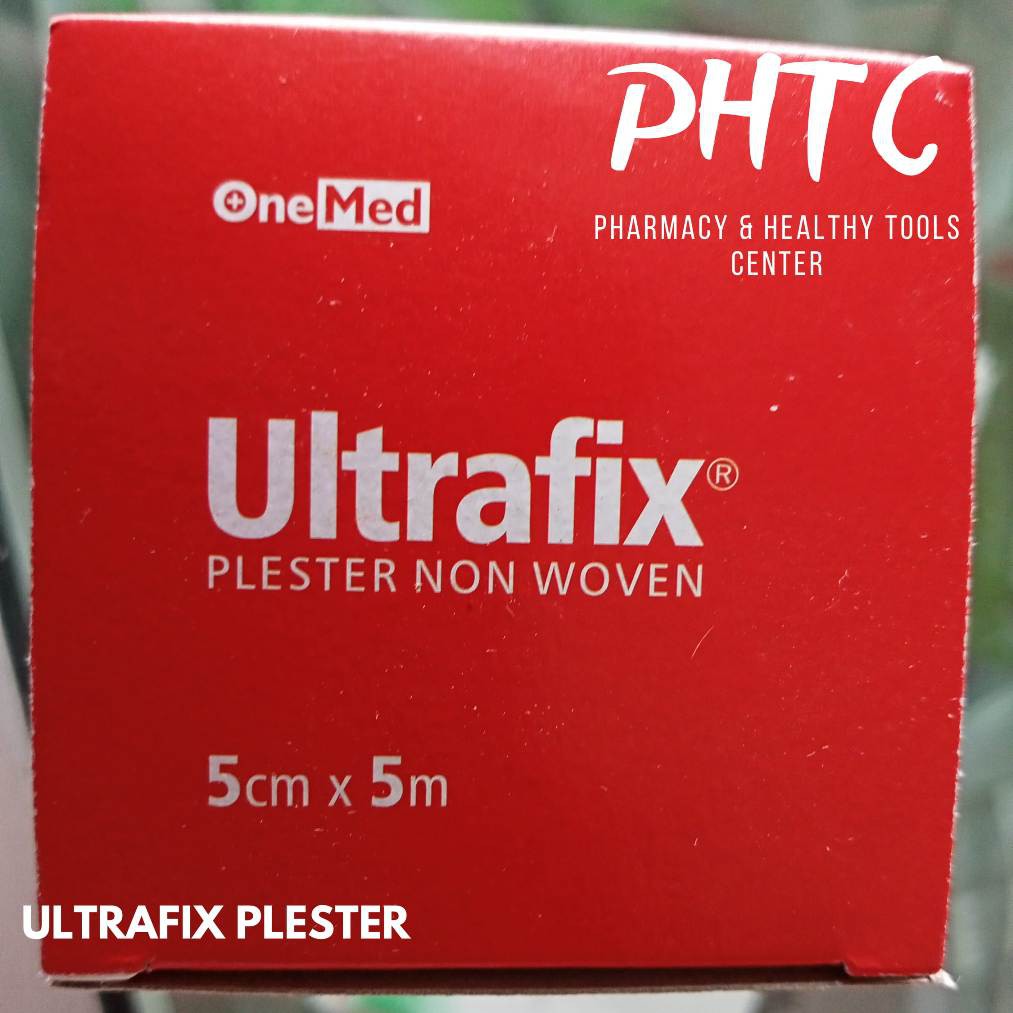 PHTC
PHARMACY & HEALTHY TOOLS
CENTER
OneMed
Ultrafix®
PLESTER NON WOVEN
5cm x 5m
ULTRAFIX PLESTER